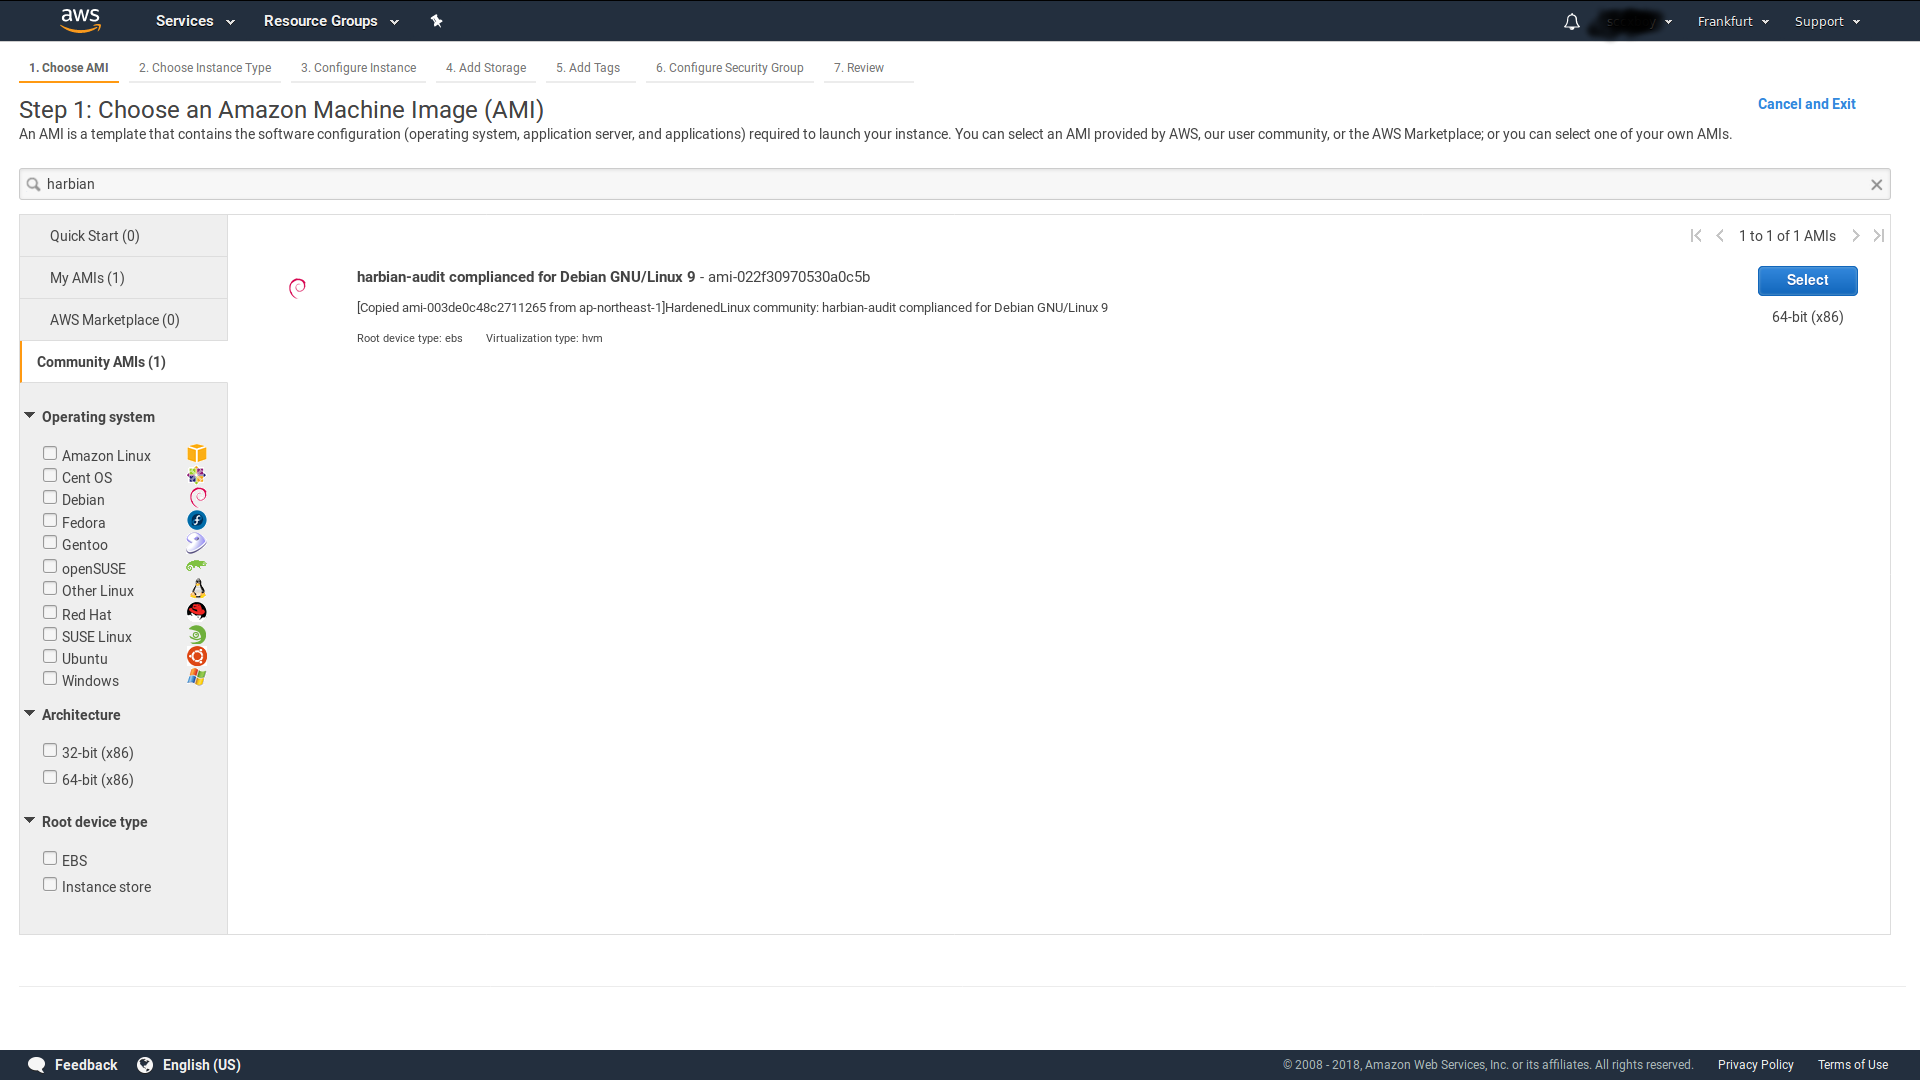 aws Services Resource Groups Frankfurt Support
1. Choose AMI 2. Choose Instance Type 3. Configure Instance 4. Add Storage 5. Add Tags 6. Configure Security Group 7. Review
Step 1: Choose an Amazon Machine Image (AMI)
Cancel and Exit
An AMI is a template that contains the software configuration (operating system, application server, and applications) required to launch your instance. You can select an AMI provided by AWS, our user community, or the AWS Marketplace; or you can select one of your own AMIs.
harbian
Quick Start (0)
My AMIs (1)
AWS Marketplace (0)
Community AMIs (1)
Operating system
Amazon Linux
Cent OS
Debian
Fedora
Gentoo
openSUSE
Other Linux
Red Hat
SUSE Linux
Ubuntu
Windows
Architecture
32-bit (x86)
64-bit (x86)
Root device type
EBS
Instance store
1 to 1 of 1 AMIs
harbian-audit complianced for Debian GNU/Linux 9 - ami-022f30970530a0c5b
[Copied ami-003de0c48c2711265 from ap-northeast-1]HardenedLinux community: harbian-audit complianced for Debian GNU/Linux 9
Root device type: ebs Virtualization type: hvm
Select
64-bit (x86)
Feedback English (US) © 2008 - 2018, Amazon Web Services, Inc. or its affiliates. All rights reserved. Privacy Policy Terms of Use